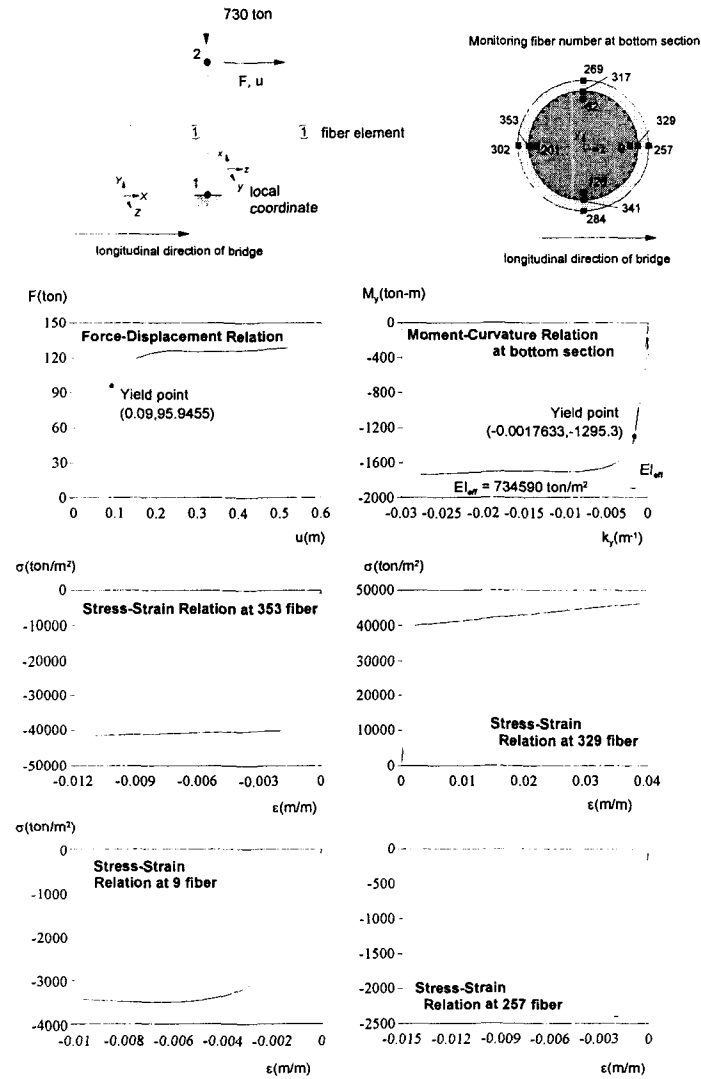 730 ton
2
F, u
1
1 fiber element
x
z
y
1
local
coordinate
Y
X
Z
longitudinal direction of bridge
Monitoring fiber number at bottom section
269
317
353
329
302
201
9
257
341
284
longitudinal direction of bridge
F(ton)
150
120
90
60
30
0
Force-Displacement Relation
Yield point
(0.09,95.9455)
0 0.1 0.2 0.3 0.4 0.5 0.6
u(m)
My(ton-m)
0
-400
-800
-1200
-1600
-2000
Moment-Curvature Relation
at bottom section
Yield point
(-0.0017633,-1295.3)
EIeff
EIeff = 734590 ton/m²
-0.03 -0.025 -0.02 -0.015 -0.01 -0.005 0
ky(m-1)
σ(ton/m²)
0
-10000
-20000
-30000
-40000
-50000
Stress-Strain Relation at 353 fiber
-0.012 -0.009 -0.006 -0.003 0
ε(m/m)
σ(ton/m²)
50000
40000
30000
20000
10000
0
Stress-Strain
Relation at 329 fiber
0 0.01 0.02 0.03 0.04
ε(m/m)
σ(ton/m²)
0
-1000
-2000
-3000
-4000
Stress-Strain
Relation at 9 fiber
-0.01 -0.008 -0.006 -0.004 -0.002 0
ε(m/m)
0
-500
-1000
-1500
-2000
-2500
Stress-Strain
Relation at 257 fiber
-0.015 -0.012 -0.009 -0.006 -0.003 0
ε(m/m)